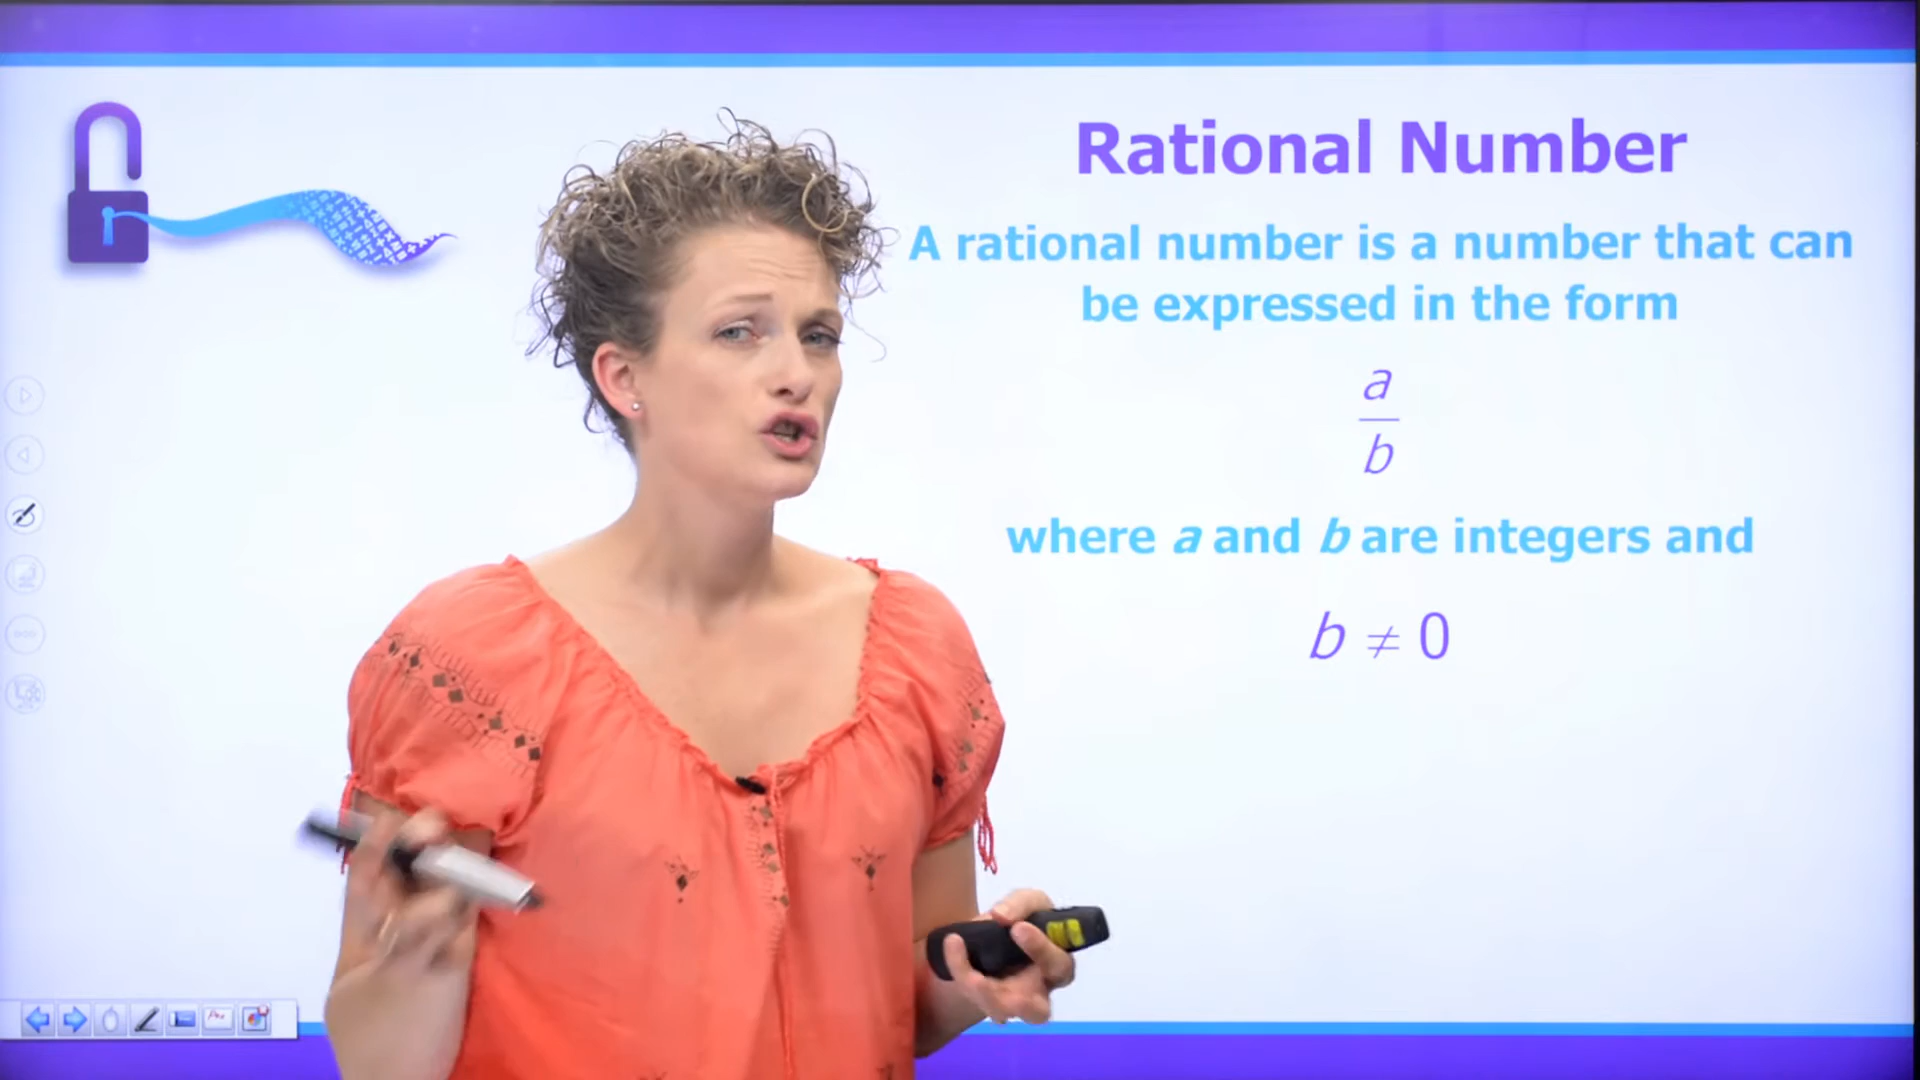 Rational Number
A rational number is a number that can
be expressed in the form
a
b
where a and b are integers and
b ≠ 0